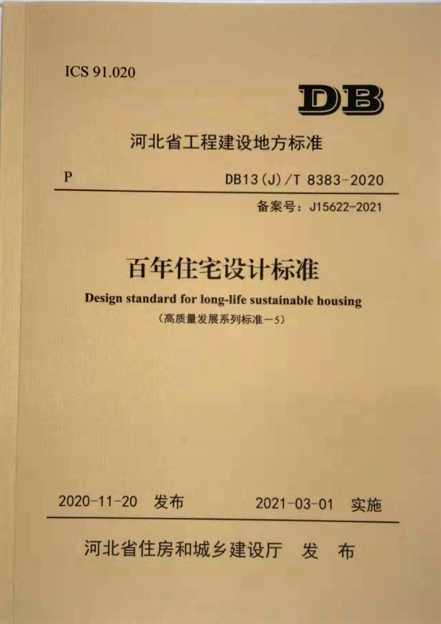 ICS 91.020
DB
河北省工程建设地方标准
P DB13(J)/T 8383-2020
备案号：J15622-2021
百年住宅设计标准
Design standard for long-life sustainable housing
（高质量发展系列标准－5）
2020-11-20 发布 2021-03-01 实施
河北省住房和城乡建设厅 发 布